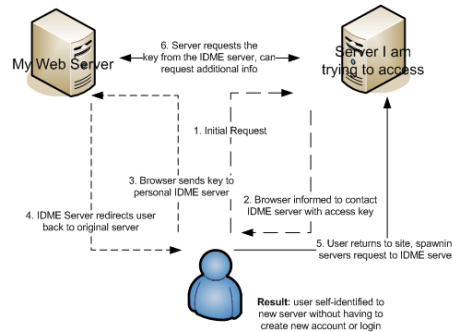 6. Server requests the
key from the IDME server, can
request additional info
My Web Server
Server I am
trying to access
1. Initial Request
3. Browser sends key to
personal IDME server
2. Browser informed to contact
IDME server with access key
4. IDME Server redirects user
back to original server
5. User returns to site, spawnin
servers request to IDME serve
Result: user self-identified to
new server without having to
create new account or login